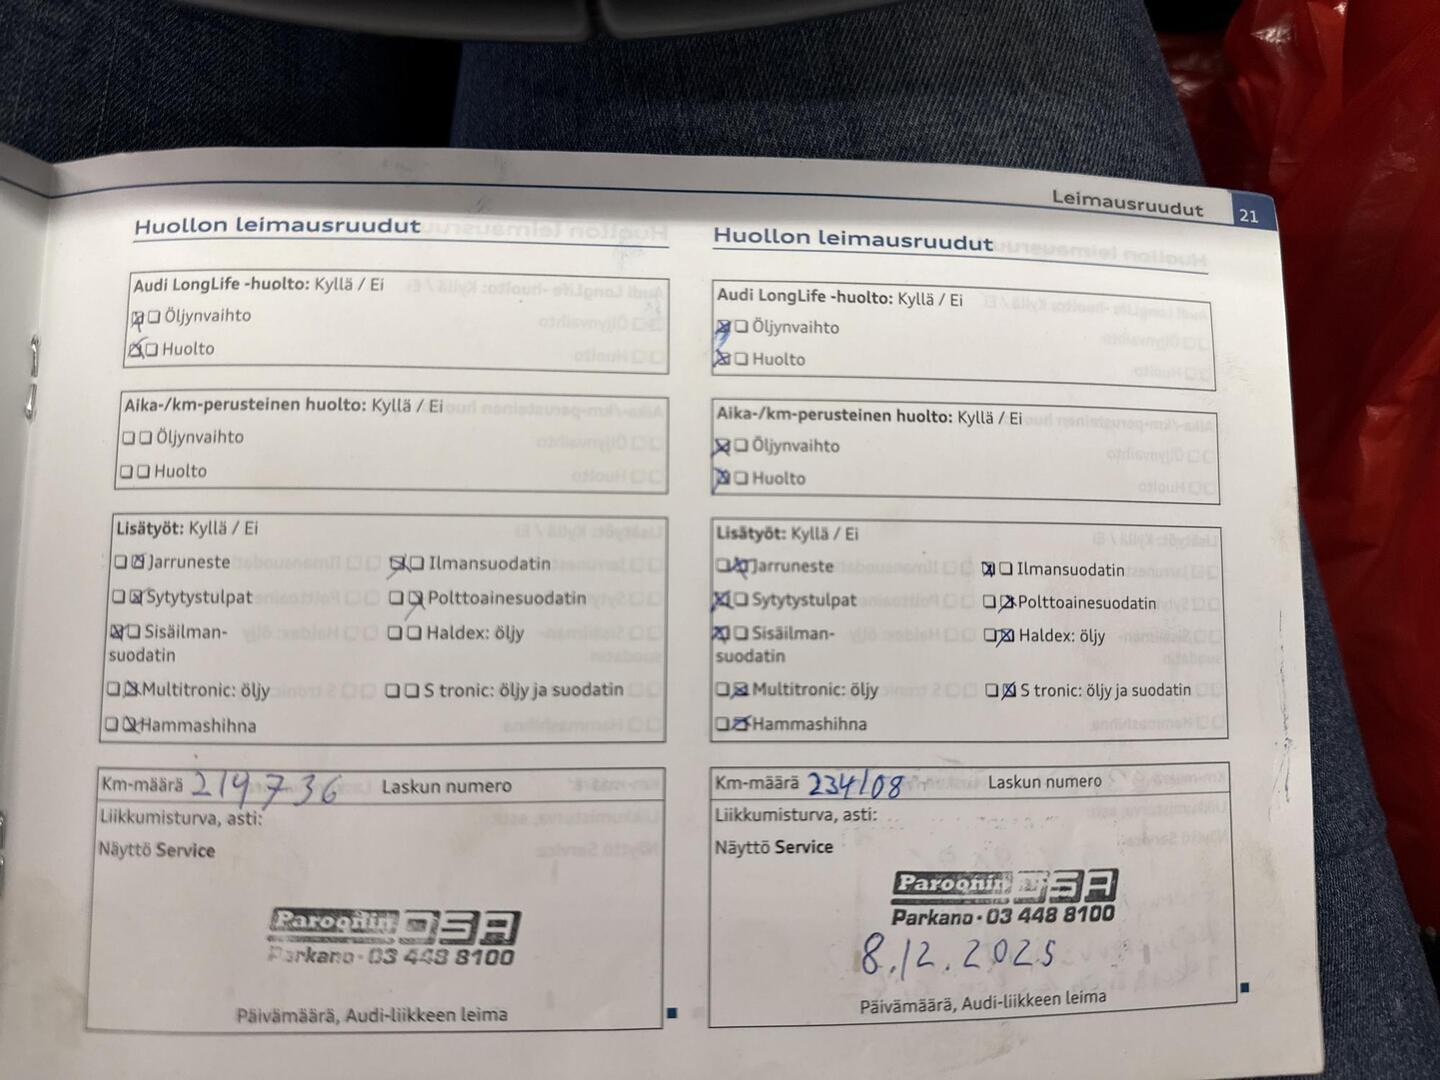 Leimausruudut 21
Huollon leimausruudut
Audi LongLife -huolto: Kyllä / Ei
Öljynvaihto
Huolto
Aika-/km-perusteinen huolto: Kyllä / Ei
Öljynvaihto
Huolto
Lisätyöt: Kyllä / Ei
Jarruneste Ilmansuodatin
Sytytystulpat Polttoainesuodatin
Sisäilman- Haldex: öljy
suodatin
Multitronic: öljy S tronic: öljy ja suodatin
Hammashihna
Km-määrä 219736 Laskun numero
Liikkumisturva, asti:
Näyttö Service
Paroonin OSA
Parkano · 03 448 8100
Päivämäärä, Audi-liikkeen leima
Huollon leimausruudut
Audi LongLife -huolto: Kyllä / Ei
Öljynvaihto
Huolto
Aika-/km-perusteinen huolto: Kyllä / Ei
Öljynvaihto
Huolto
Lisätyöt: Kyllä / Ei
Jarruneste Ilmansuodatin
Sytytystulpat Polttoainesuodatin
Sisäilman- Haldex: öljy
suodatin
Multitronic: öljy S tronic: öljy ja suodatin
Hammashihna
Km-määrä 234108 Laskun numero
Liikkumisturva, asti:
Näyttö Service
Paroonin OSA
Parkano · 03 448 8100
8.12.2025
Päivämäärä, Audi-liikkeen leima